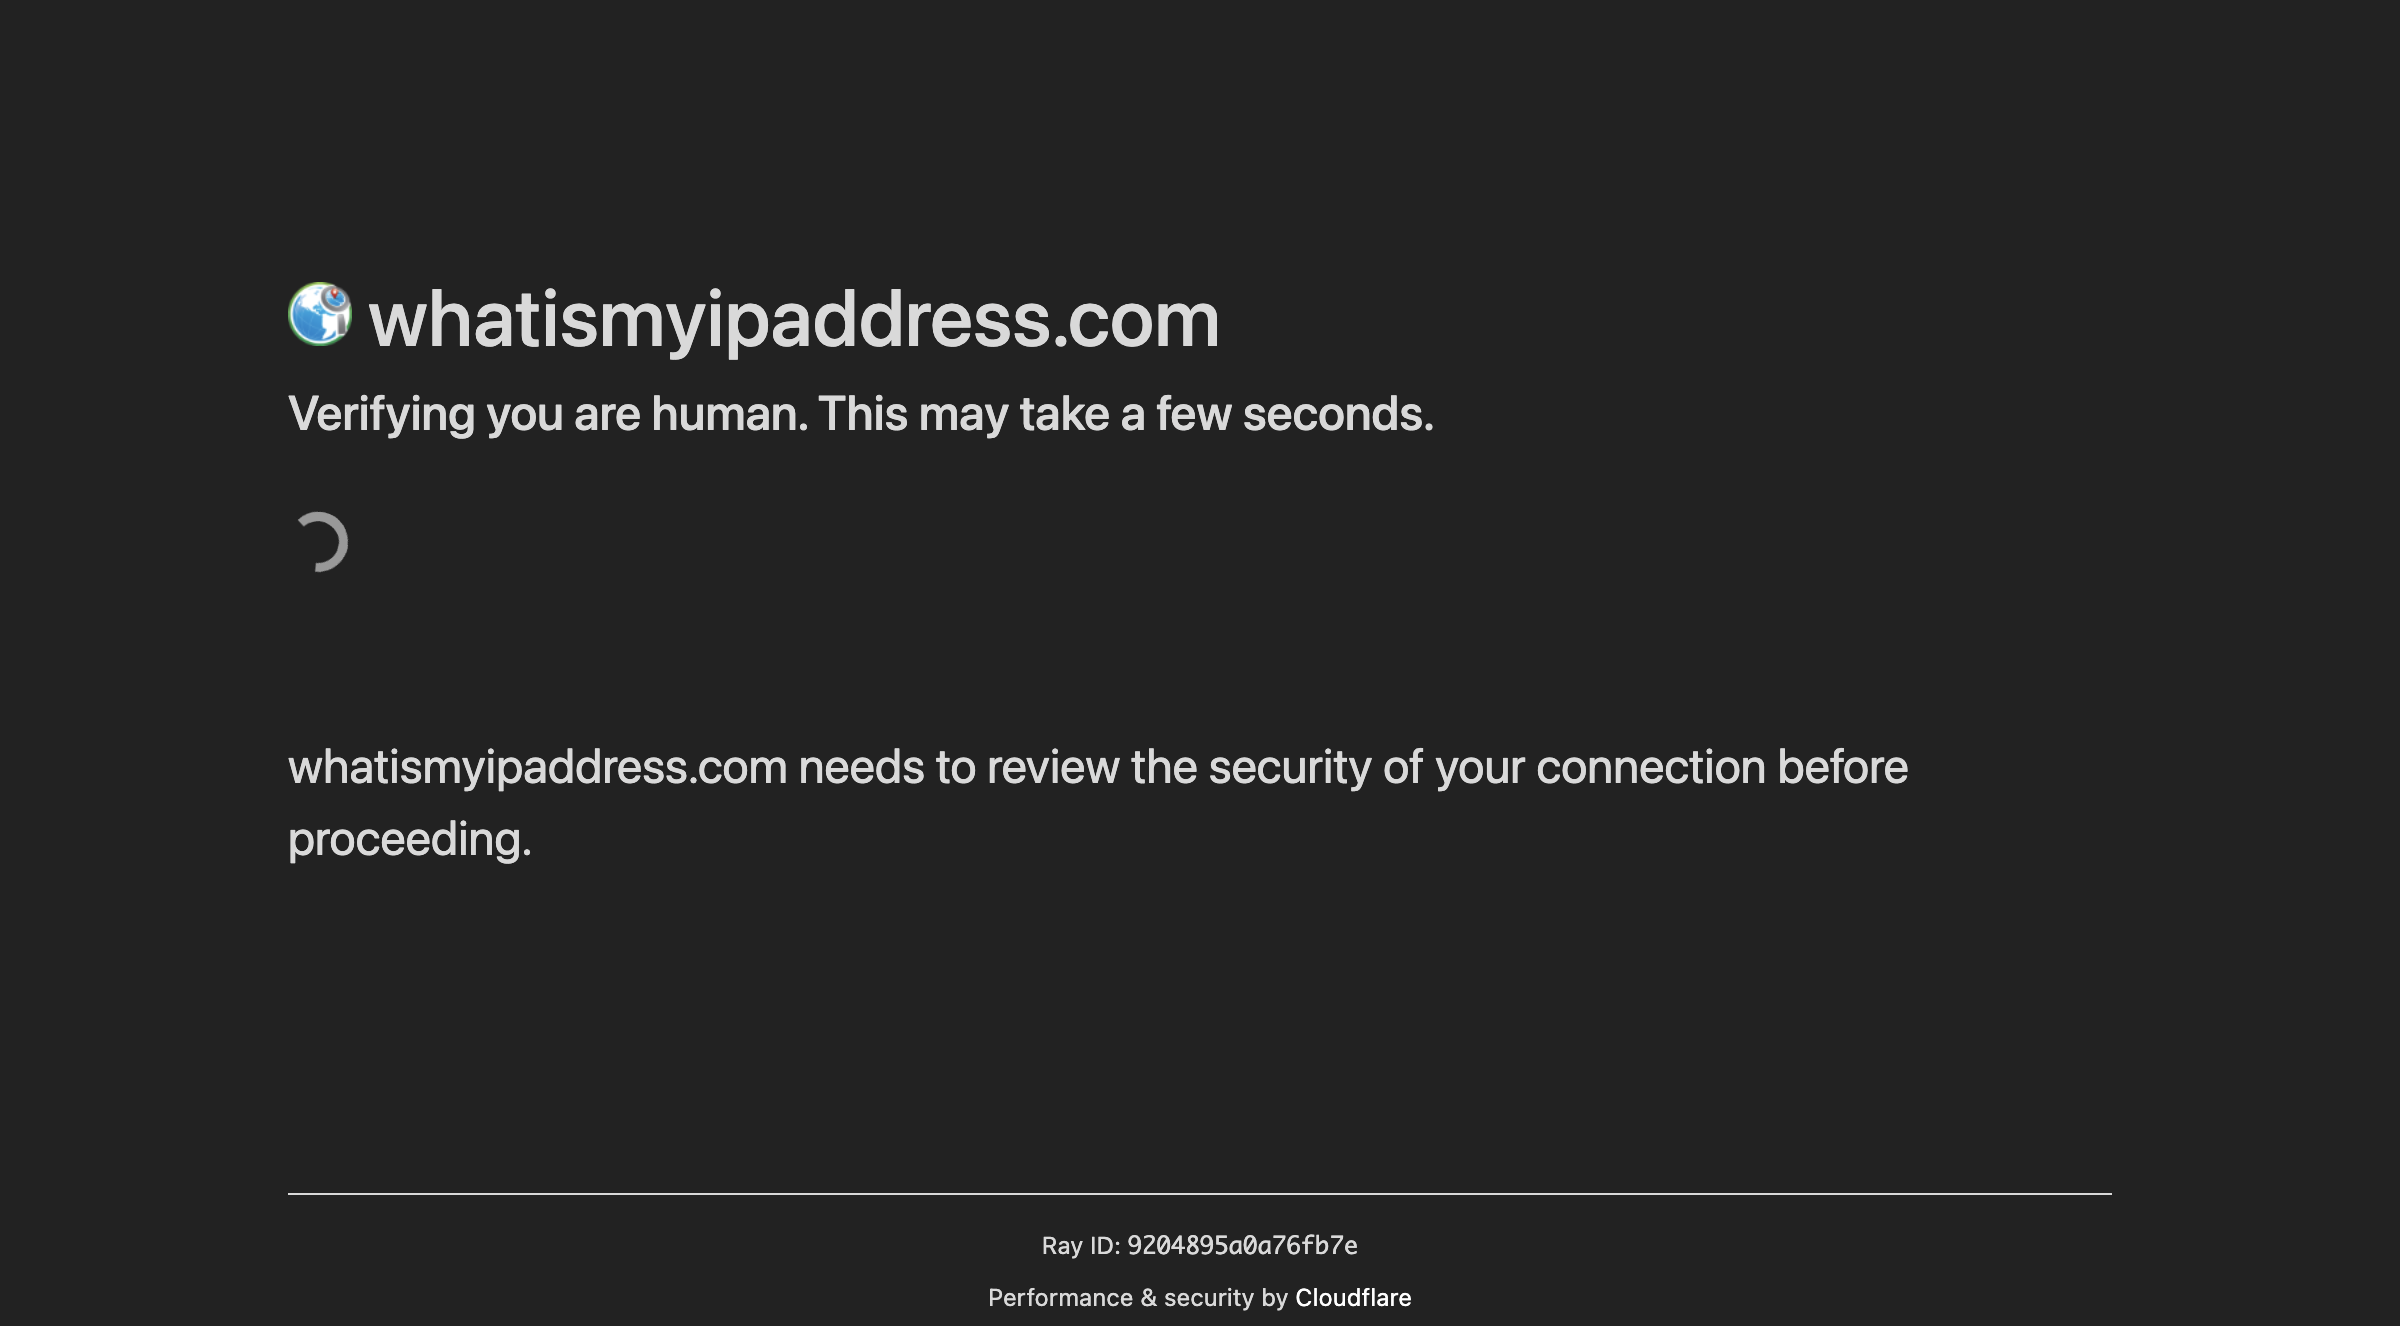 whatismyipaddress.com
Verifying you are human. This may take a few seconds.
whatismyipaddress.com needs to review the security of your connection before
proceeding.
Ray ID: 9204895a0a76fb7e
Performance & security by Cloudflare